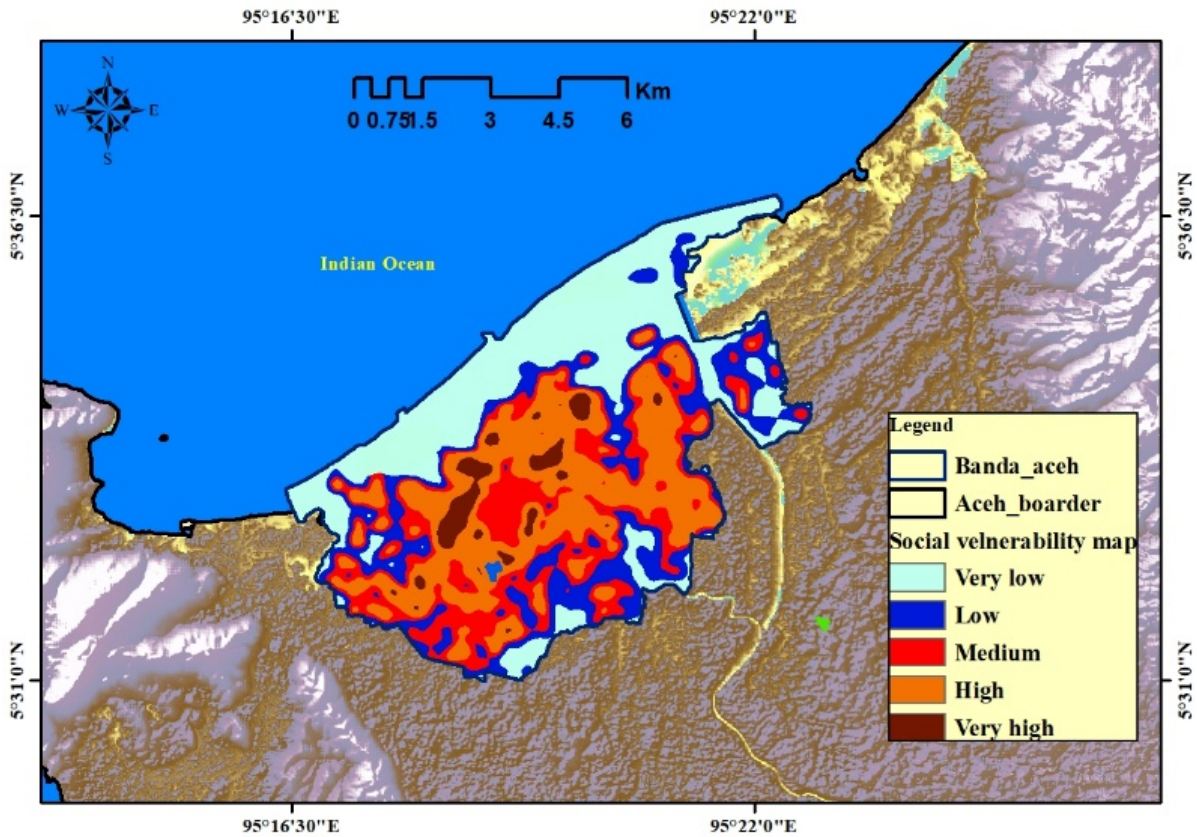 95°16'30"E 95°22'0"E
N
W E
S
Km
0 0.75 1.5 3 4.5 6
5°36'30"N 5°36'30"N
Indian Ocean
Legend
Banda_aceh
Aceh_boarder
Social velnerability map
Very low
Low
Medium
High
Very high
5°31'0"N 5°31'0"N
95°16'30"E 95°22'0"E